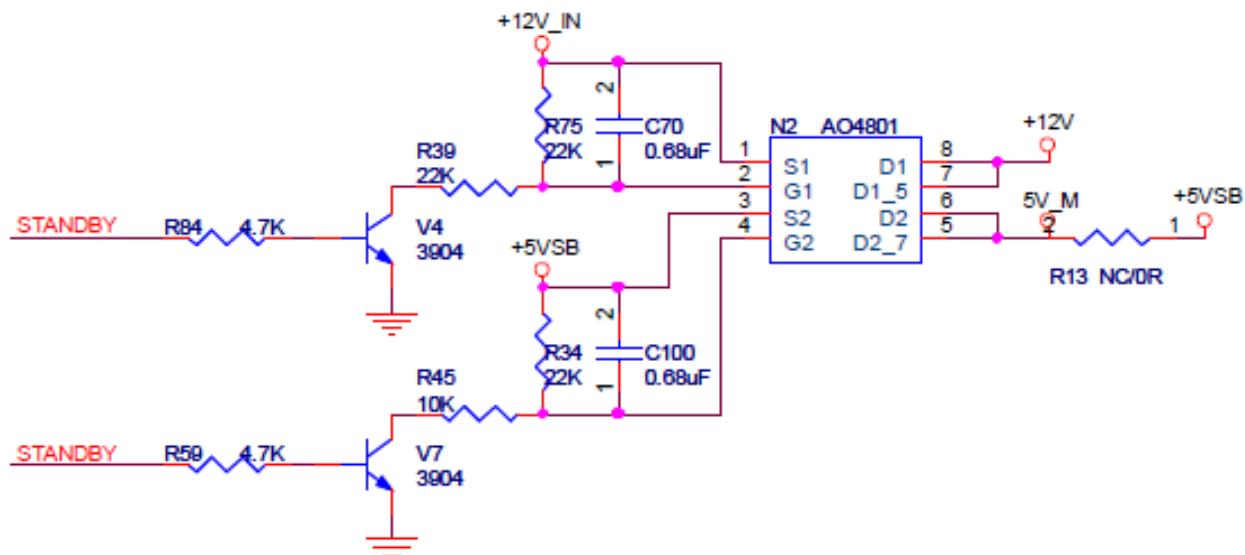 +12V_IN
R75
22K
2
1
C70
0.68uF
R39
22K
STANDBY
R84 4.7K
V4
3904
N2 AO4801
1 S1 D1 8
2 G1 D1_5 7
3 S2 D2 6
4 G2 D2_7 5
+12V
5V_M
2
1
+5VSB
R13 NC/0R
+5VSB
R34
22K
2
1
C100
0.68uF
R45
10K
STANDBY
R59 4.7K
V7
3904